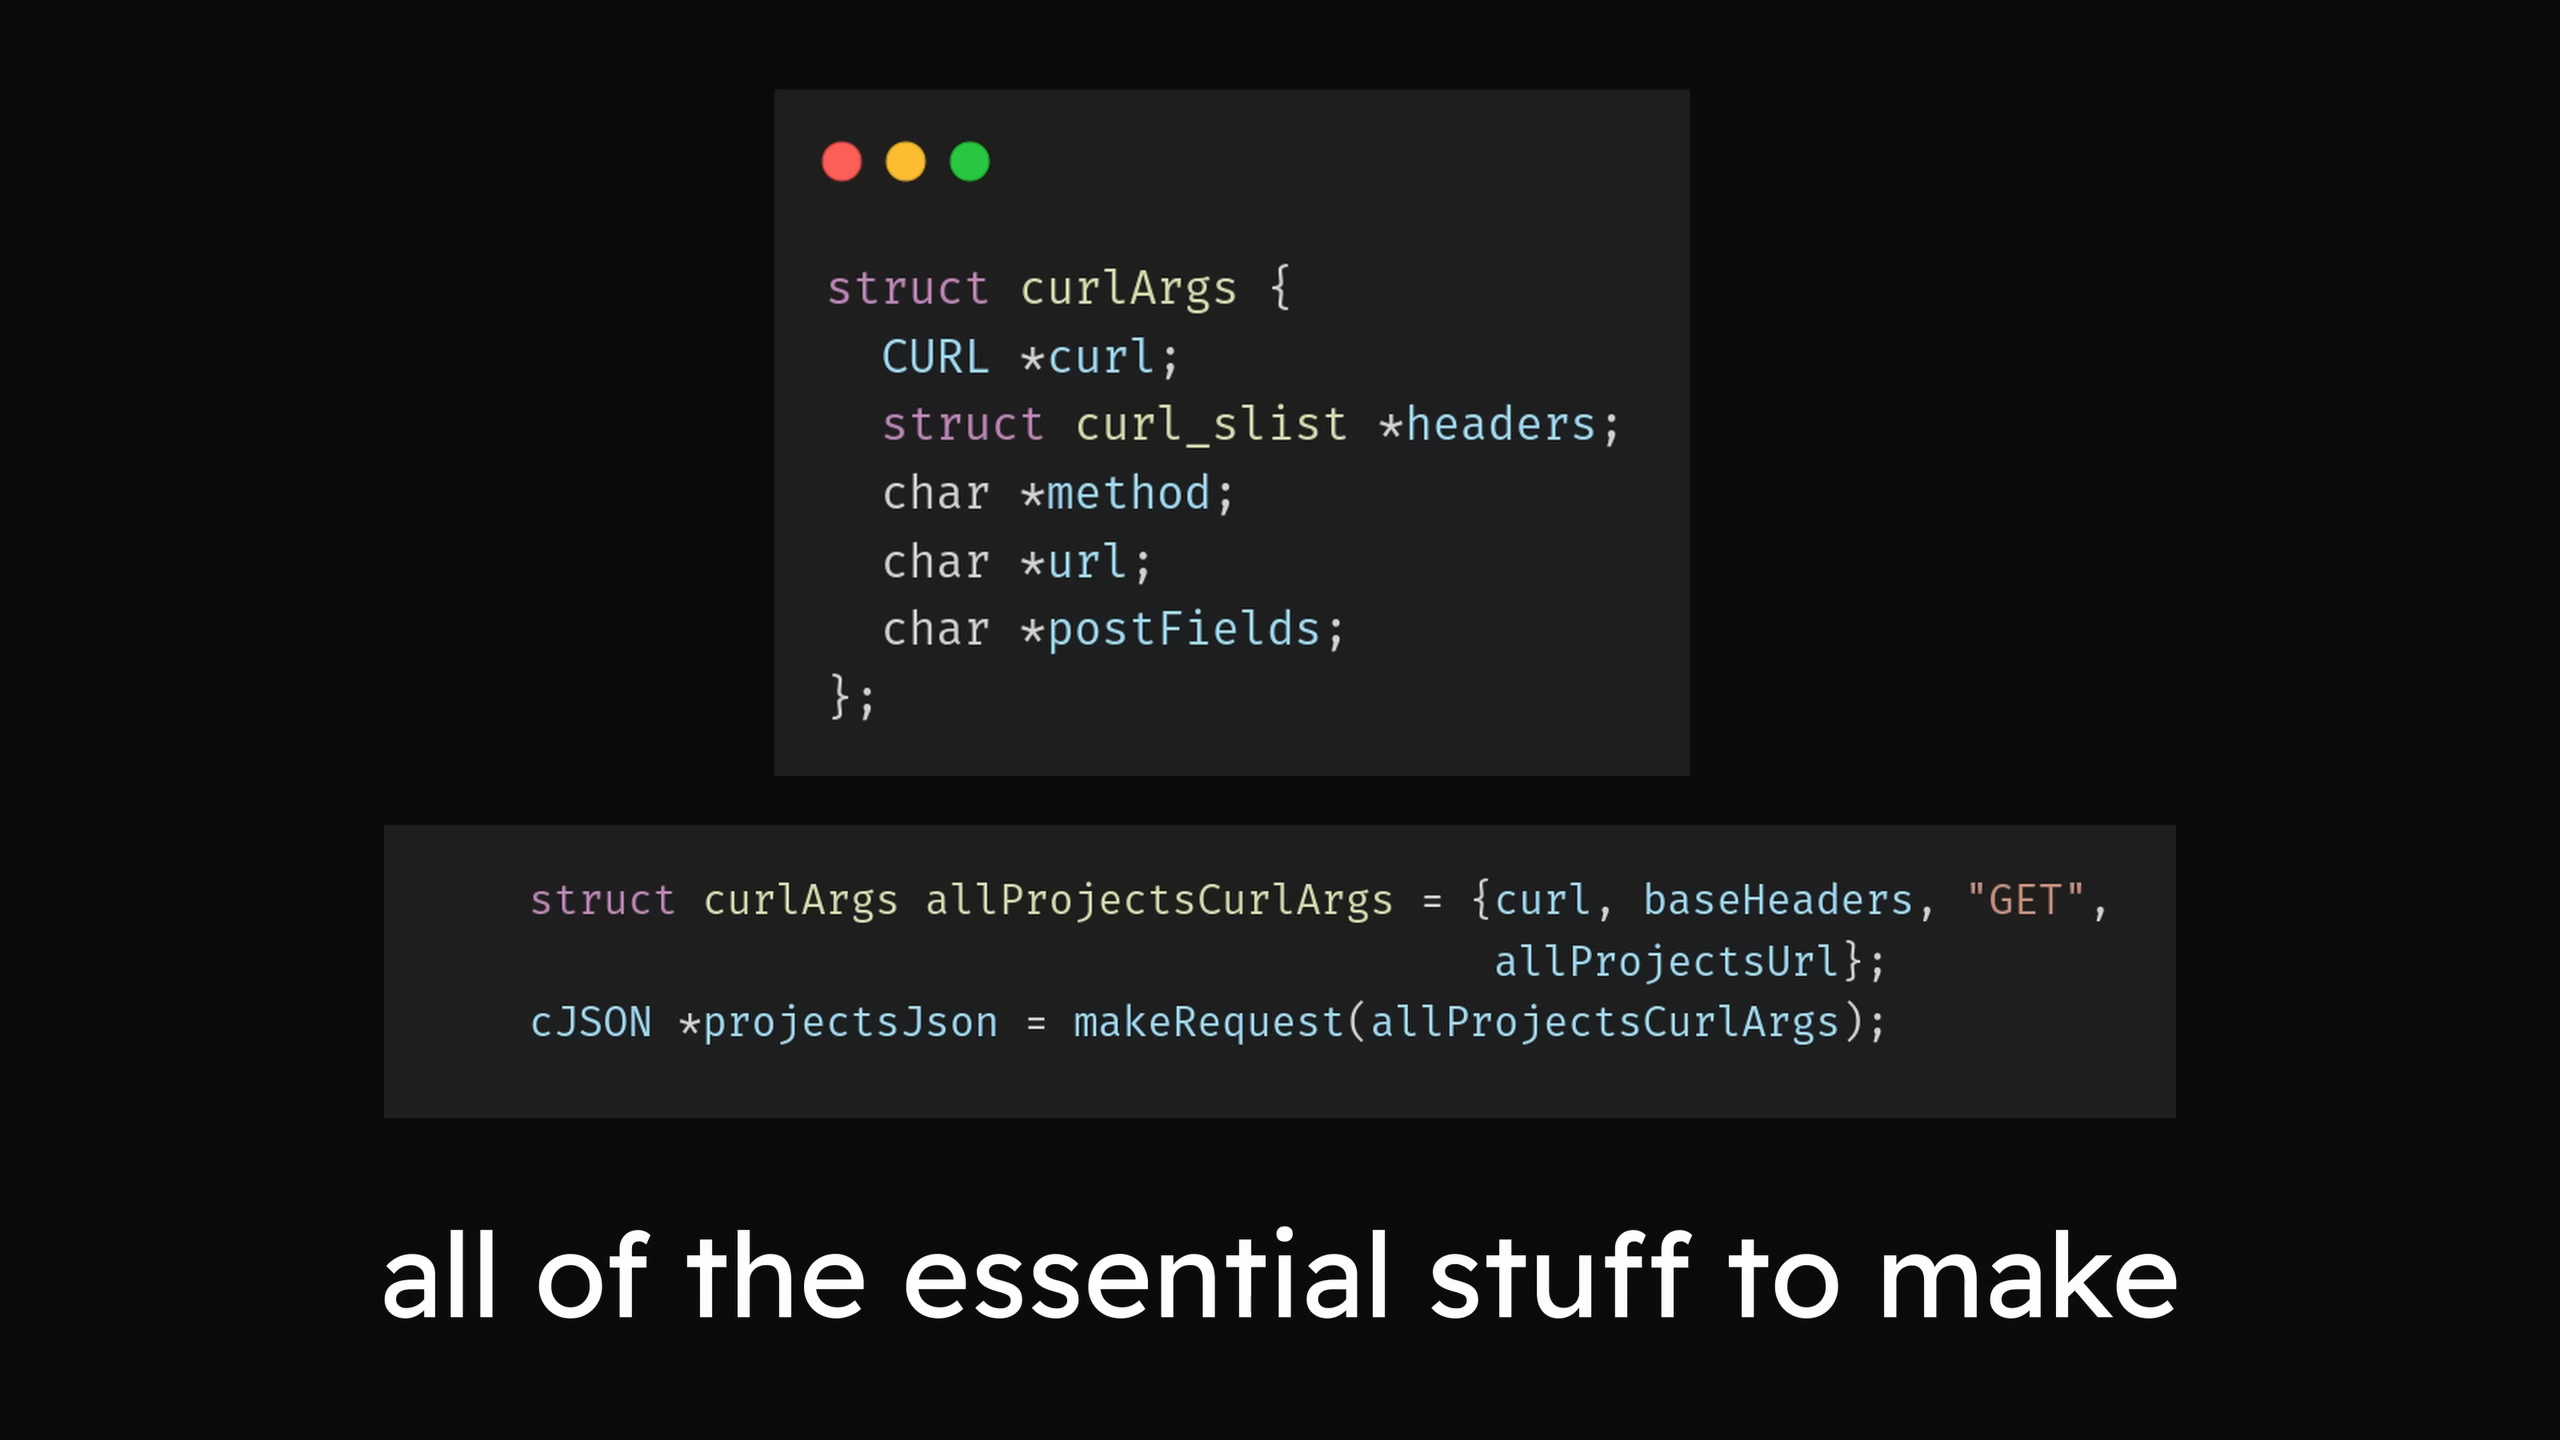 struct curlArgs {
  CURL *curl;
  struct curl_slist *headers;
  char *method;
  char *url;
  char *postFields;
};
struct curlArgs allProjectsCurlArgs = {curl, baseHeaders, "GET",
                                       allProjectsUrl};
cJSON *projectsJson = makeRequest(allProjectsCurlArgs);
all of the essential stuff to make